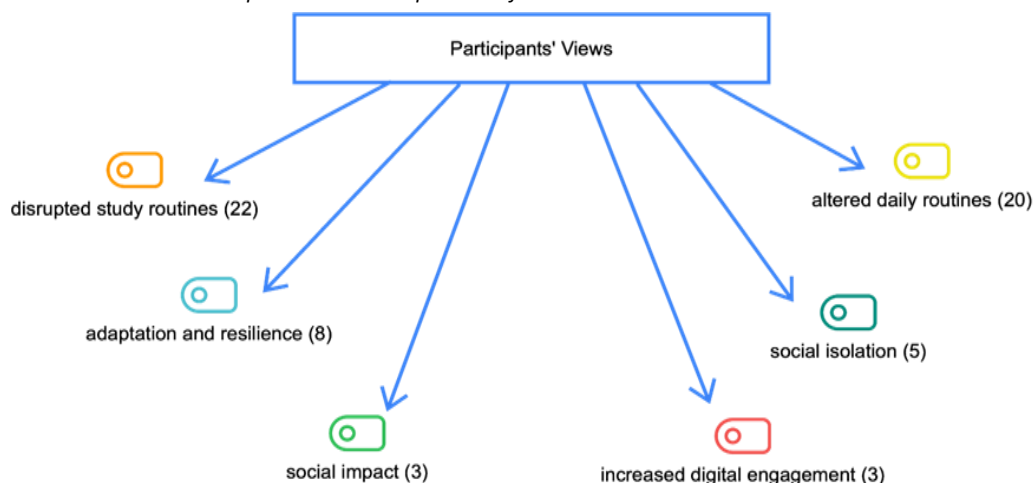 Participants' Views
disrupted study routines (22)
altered daily routines (20)
adaptation and resilience (8)
social isolation (5)
social impact (3)
increased digital engagement (3)